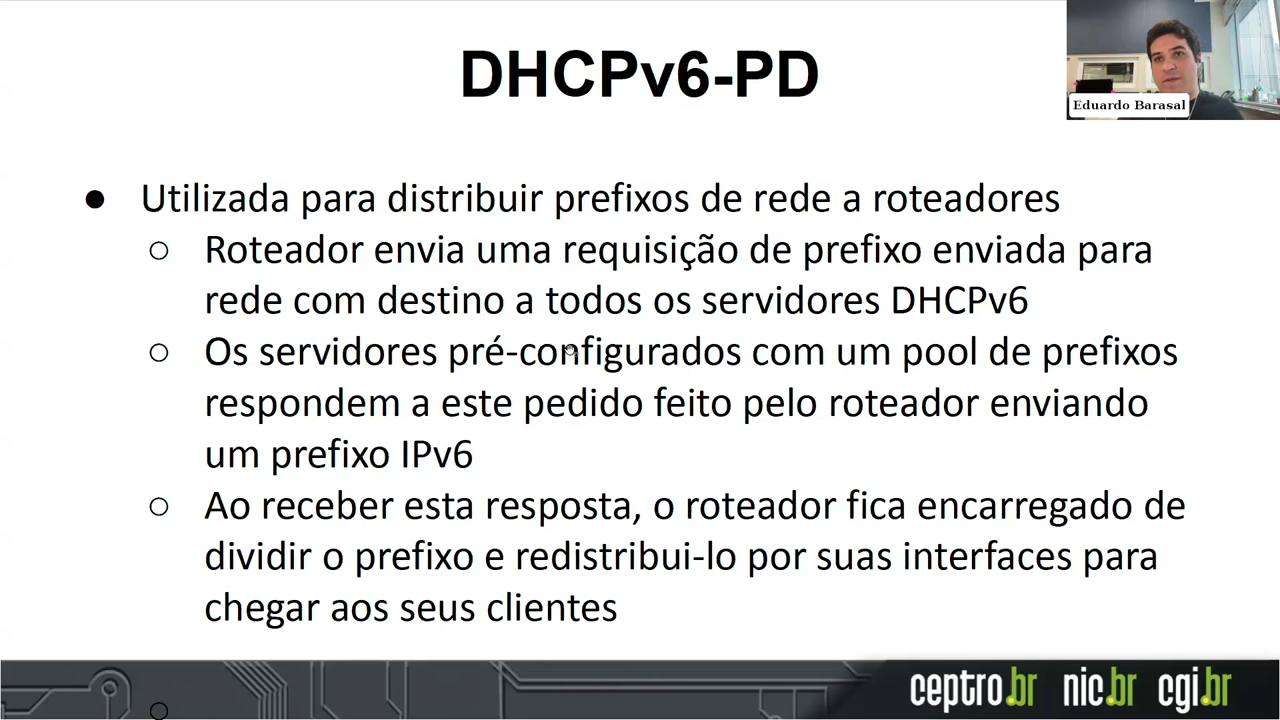 DHCPv6-PD
Eduardo Barasal
● Utilizada para distribuir prefixos de rede a roteadores
○ Roteador envia uma requisição de prefixo enviada para
rede com destino a todos os servidores DHCPv6
○ Os servidores pré-configurados com um pool de prefixos
respondem a este pedido feito pelo roteador enviando
um prefixo IPv6
○ Ao receber esta resposta, o roteador fica encarregado de
dividir o prefixo e redistribui-lo por suas interfaces para
chegar aos seus clientes
○
ceptro.br nic.br cgi.br